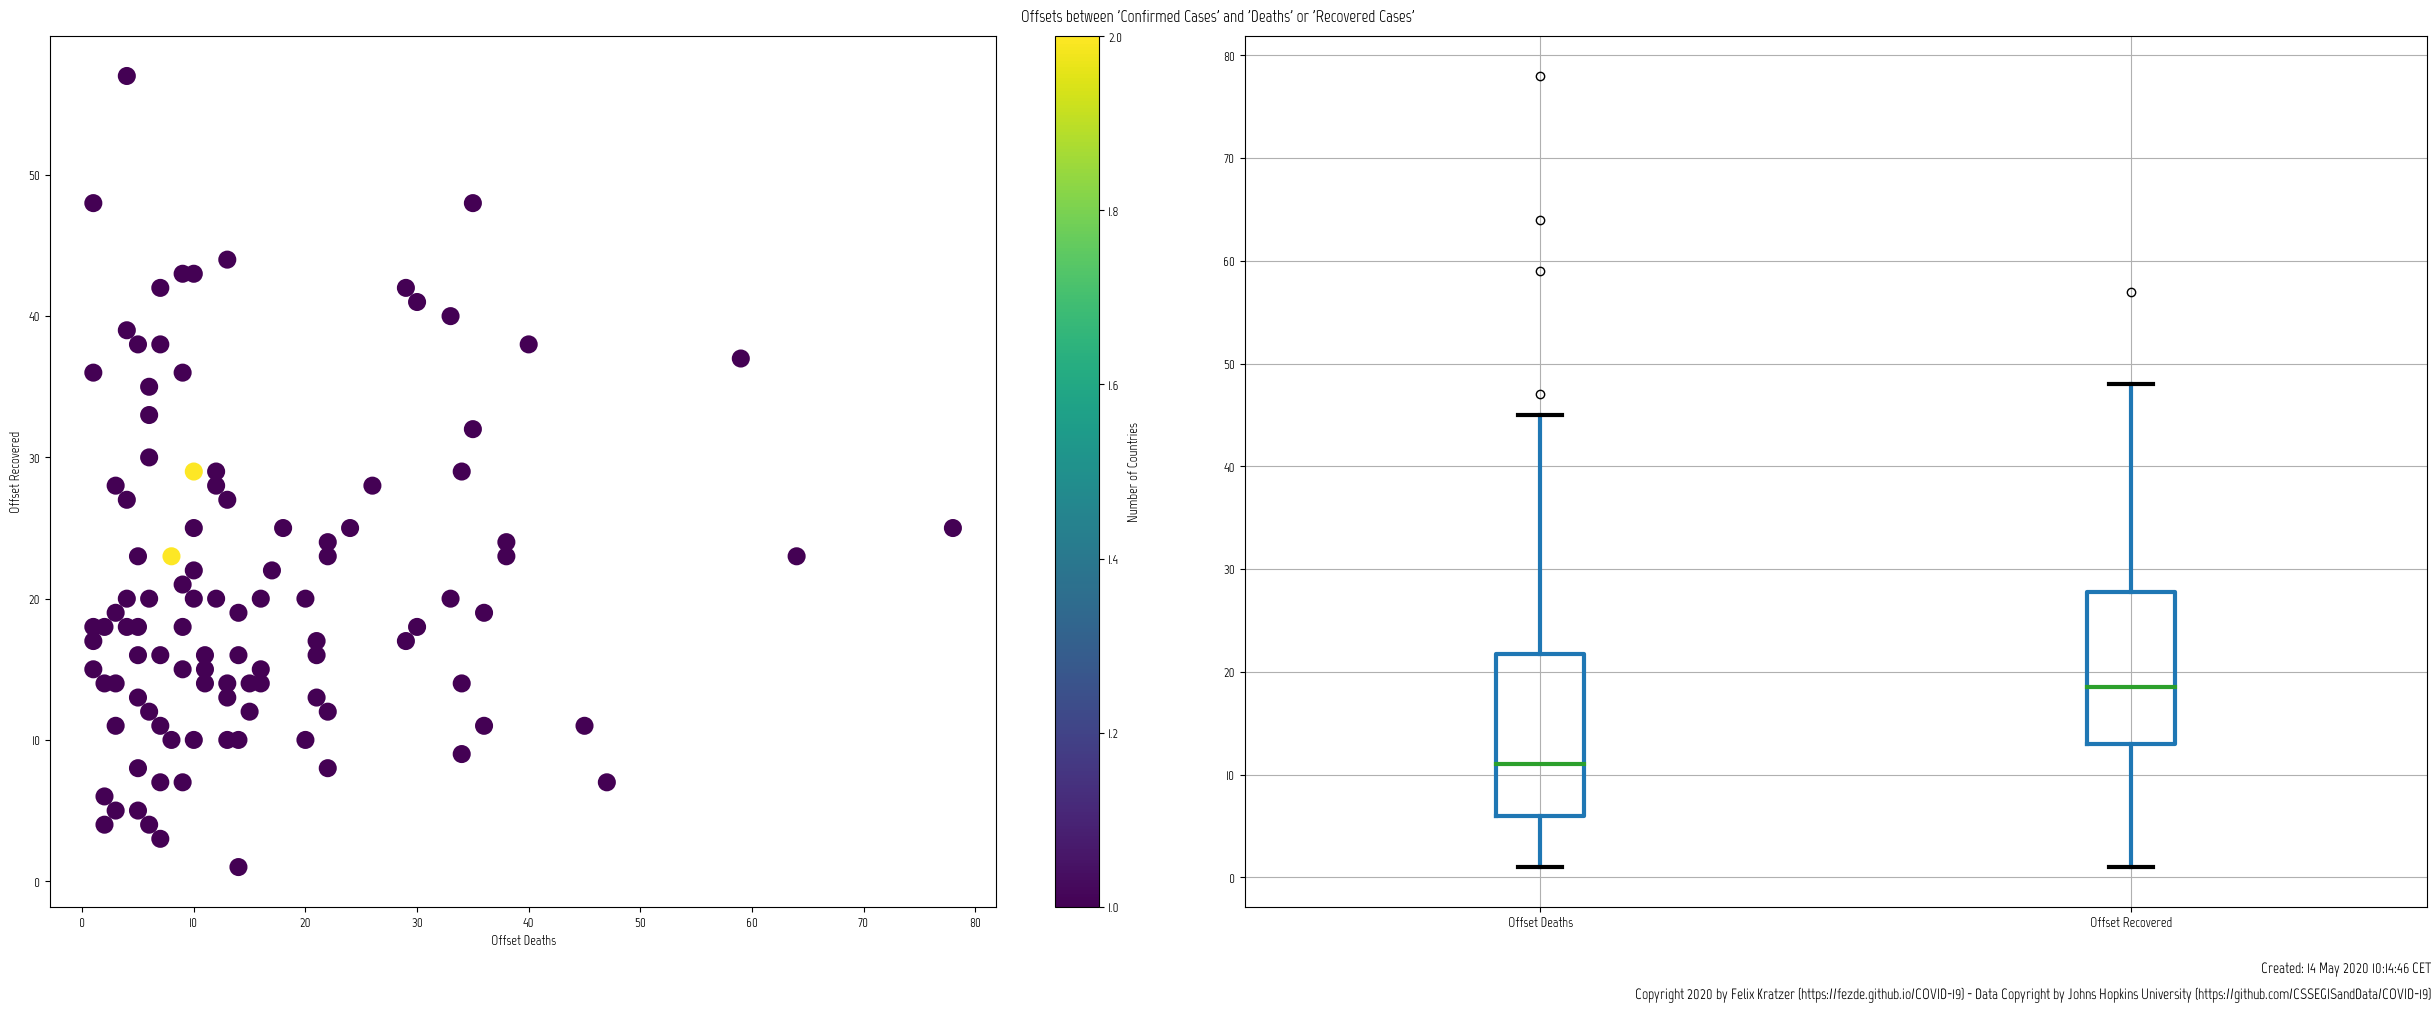 Offsets between 'Confirmed Cases' and 'Deaths' or 'Recovered Cases'
Offset Recovered
50
40
30
20
10
0
0 10 20 30 40 50 60 70 80
Offset Deaths
2.0
1.8
1.6
1.4
1.2
1.0
Number of Countries
80
70
60
50
40
30
20
10
0
Offset Deaths Offset Recovered
Created: 14 May 2020 10:14:46 CET
Copyright 2020 by Felix Kratzer (https://fezde.github.io/COVID-19) - Data Copyright by Johns Hopkins University (https://github.com/CSSEGISandData/COVID-19)